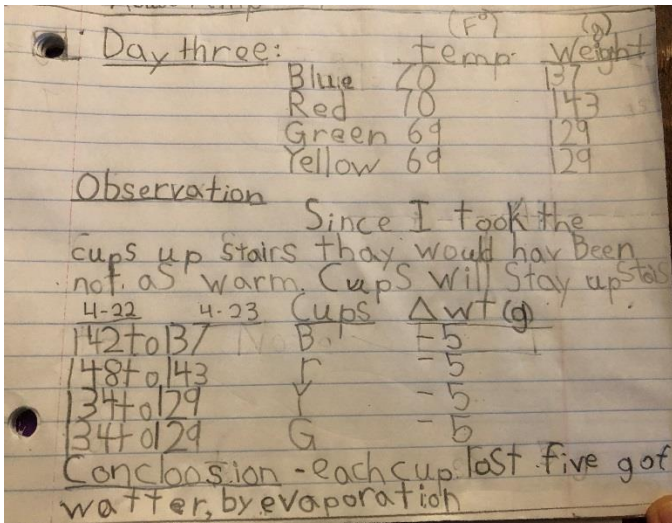 (F°) (g)
Day three: temp. weight
Blue 70 137
Red 70 143
Green 69 129
Yellow 69 129
Observation
Since I took the
cups up stairs thay would hav Been
not as warm. Cups will Stay upstars
4-22 4-23 Cups Δ wt (g)
142 to 137 B -5
148 to 143 r -5
134 to 129 Y -5
134 to 129 G -5
Concloosion - each cup lost five g of
watter, by evaporation